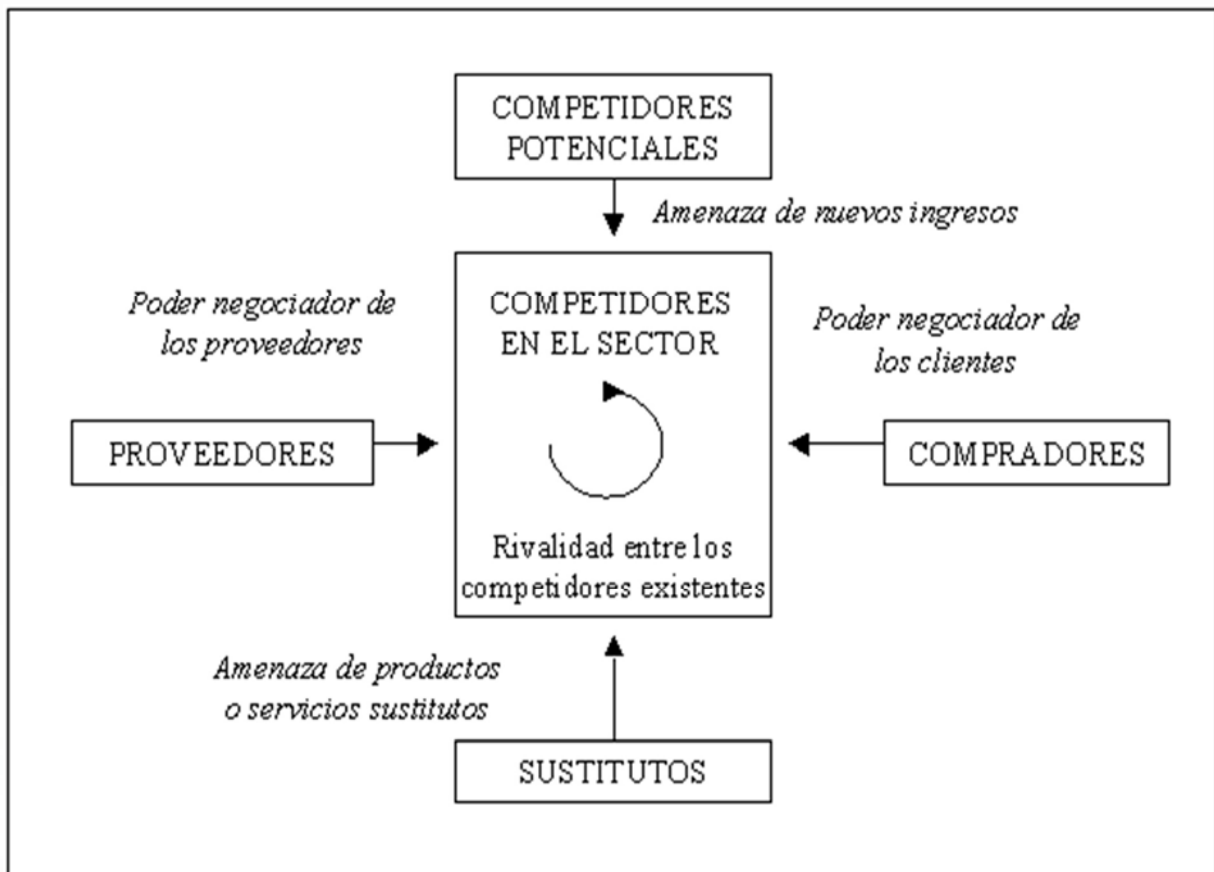 COMPETIDORES
POTENCIALES
Amenaza de nuevos ingresos
Poder negociador de
los proveedores
COMPETIDORES
EN EL SECTOR
Poder negociador de
los clientes
PROVEEDORES
COMPRADORES
Rivalidad entre los
competidores existentes
Amenaza de productos
o servicios sustitutos
SUSTITUTOS